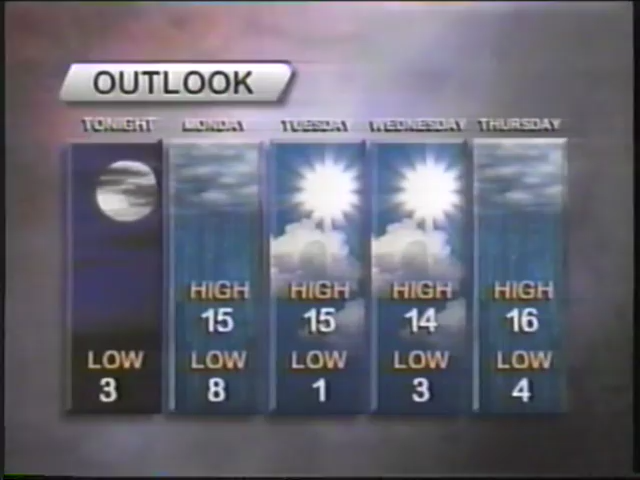 OUTLOOK
TONIGHT MONDAY TUESDAY WEDNESDAY THURSDAY
HIGH HIGH HIGH HIGH
15 15 14 16
LOW LOW LOW LOW LOW
3 8 1 3 4